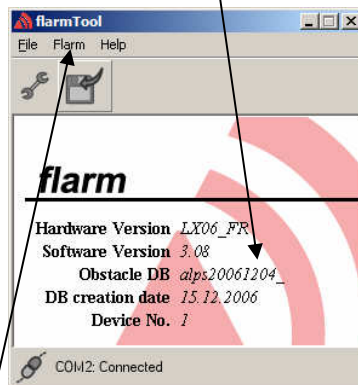 flarmTool
File Flarm Help
flarm
Hardware Version LX06_FR
Software Version 3.08
Obstacle DB alps20061204_
DB creation date 15.12.2006
Device No. 1
COM2: Connected